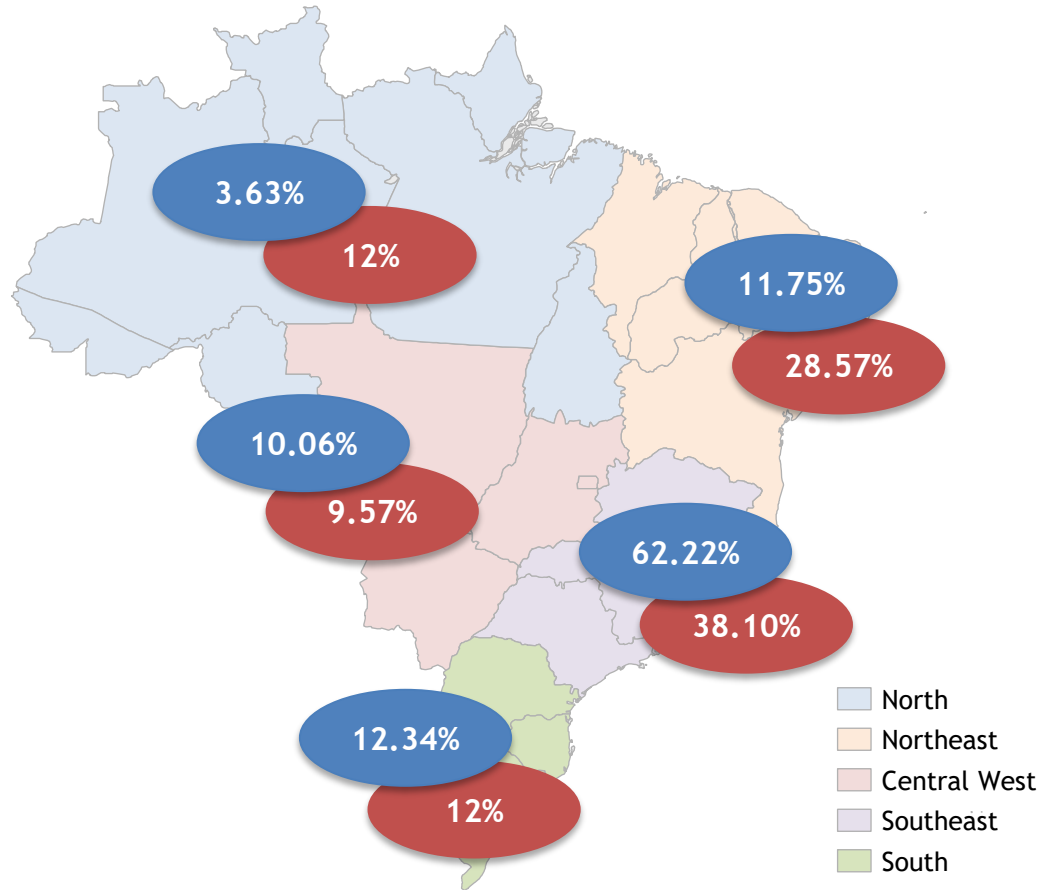 3.63%
12%
11.75%
28.57%
10.06%
9.57%
62.22%
38.10%
12.34%
12%
North
Northeast
Central West
Southeast
South